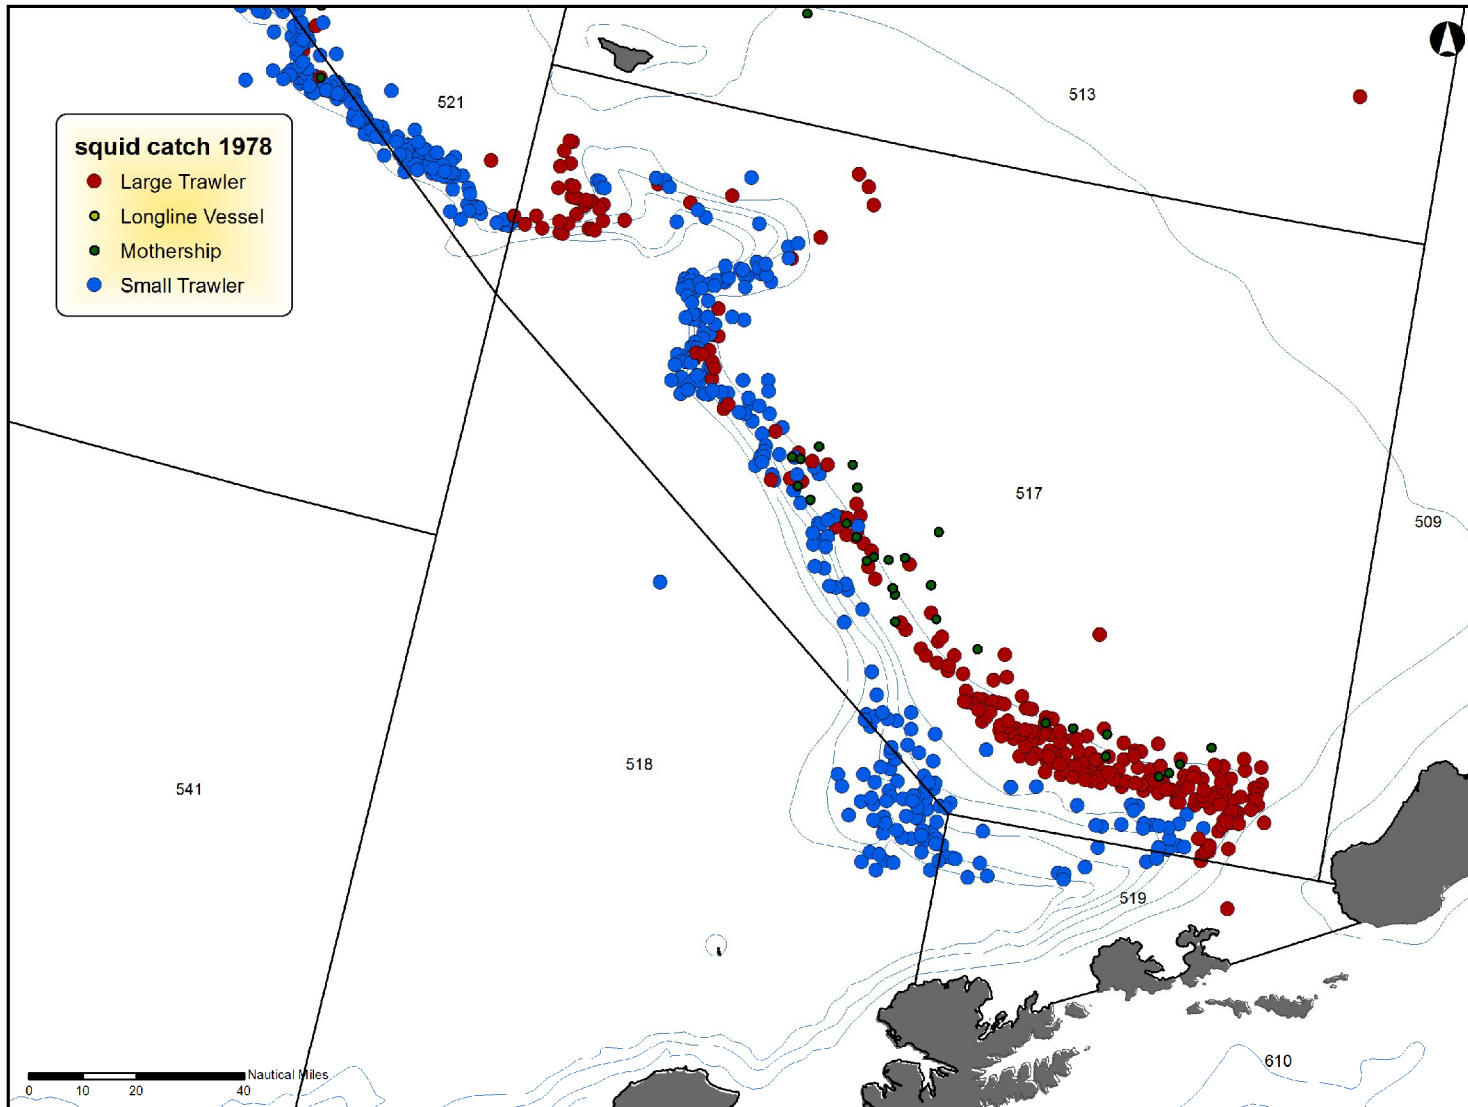 513
521
squid catch 1978
Large Trawler
Longline Vessel
Mothership
Small Trawler
517
509
518
541
519
610
Nautical Miles
0 10 20 40